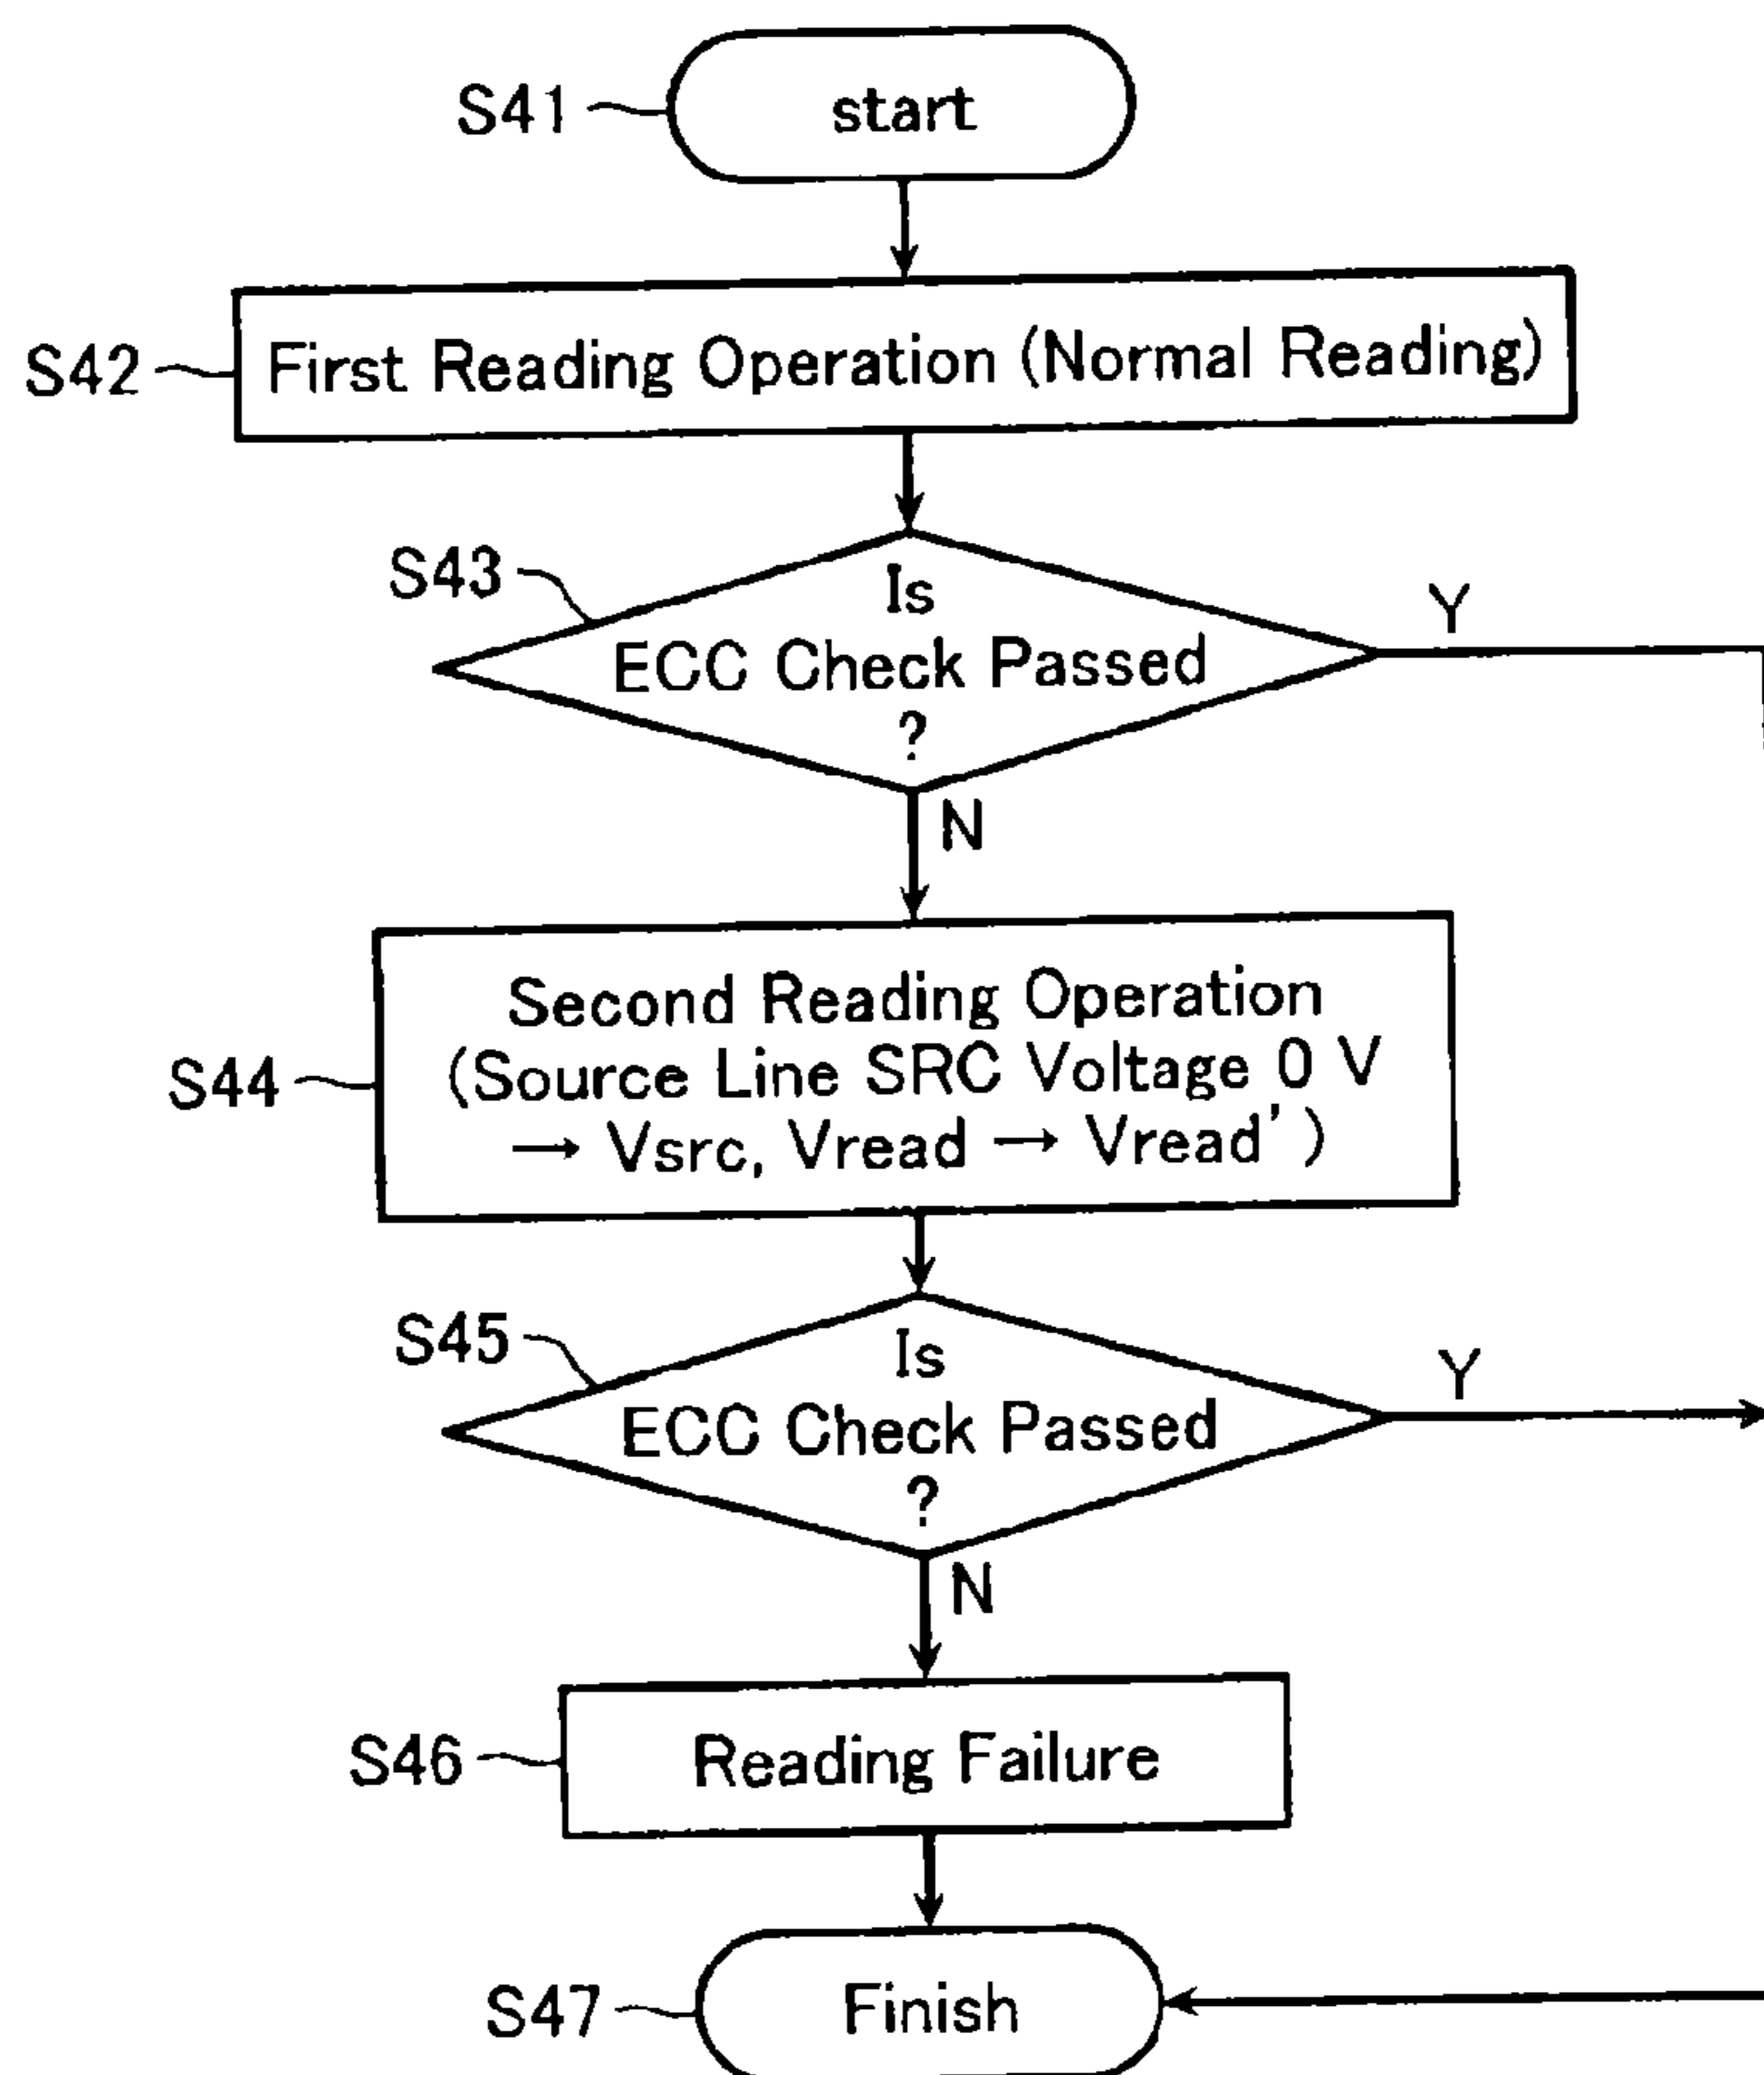 S41
start
S42
First Reading Operation (Normal Reading)
S43
Is
ECC Check Passed
?
Y
N
S44
Second Reading Operation
(Source Line SRC Voltage 0 V
→ Vsrc, Vread → Vread')
S45
Is
ECC Check Passed
?
Y
N
S46
Reading Failure
S47
Finish